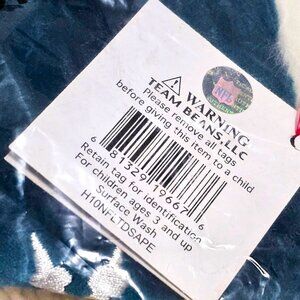 NFL
WARNING
TEAM BEANS, LLC
Please remove all tags
before giving this item to a child
6 81329 19667 6
Retain tag for identification
For children ages 3 and up
Surface Wash
H10NFLTDSAPE